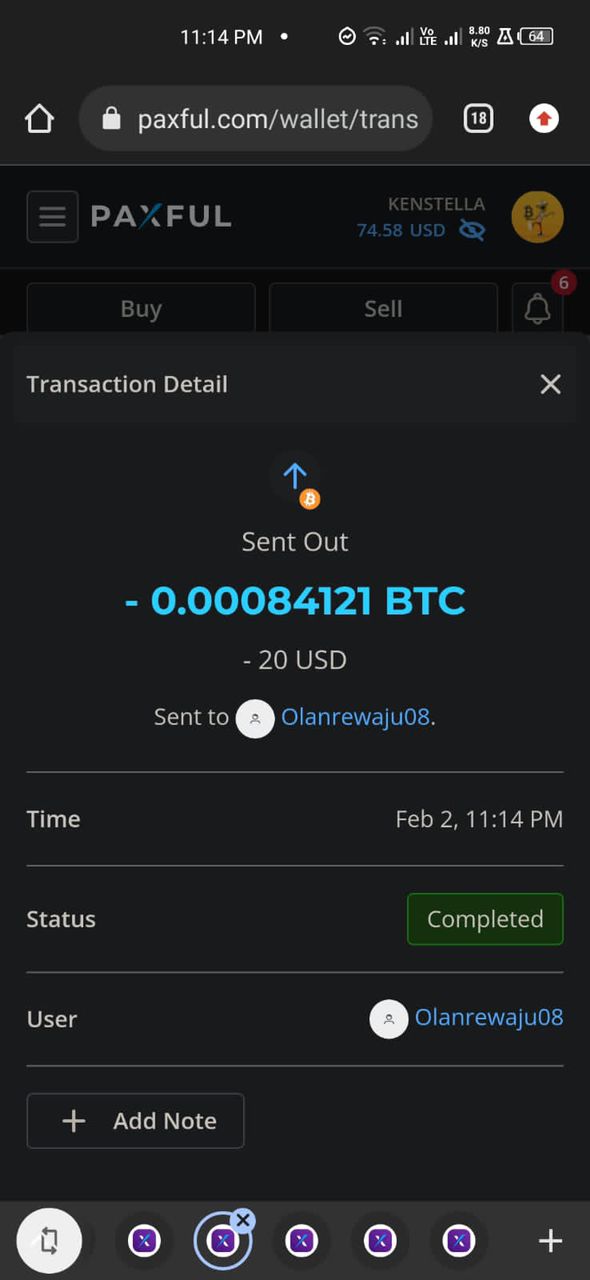 11:14 PM • Vo LTE 8.80 K/S 64
paxful.com/wallet/trans 18
PAXFUL KENSTELLA
74.58 USD
6
Buy Sell
Transaction Detail
Sent Out
- 0.00084121 BTC
- 20 USD
Sent to Olanrewaju08.
Time Feb 2, 11:14 PM
Status Completed
User Olanrewaju08
+ Add Note